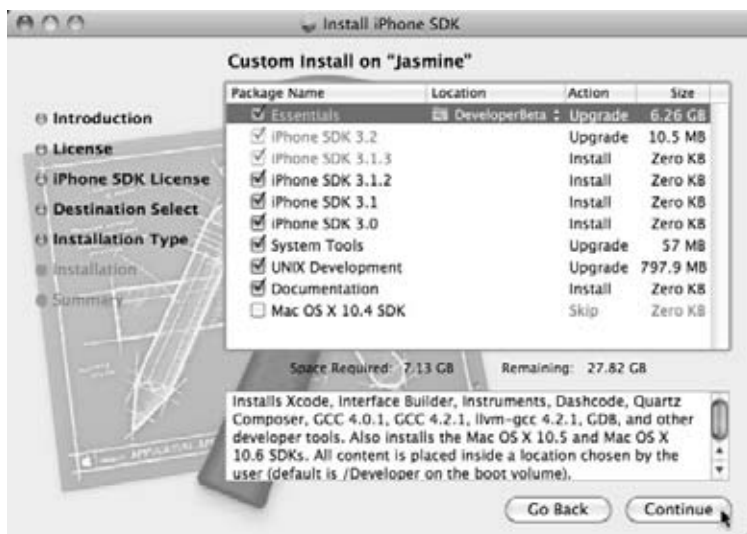 Install iPhone SDK
Custom Install on "Jasmine"
Introduction
License
iPhone SDK License
Destination Select
Installation Type
Installation
Summary
Package Name Location Action Size
Essentials DeveloperBeta Upgrade 6.26 GB
iPhone SDK 3.2 Upgrade 10.5 MB
iPhone SDK 3.1.3 Install Zero KB
iPhone SDK 3.1.2 Install Zero KB
iPhone SDK 3.1 Install Zero KB
iPhone SDK 3.0 Install Zero KB
System Tools Upgrade 57 MB
UNIX Development Upgrade 797.9 MB
Documentation Install Zero KB
Mac OS X 10.4 SDK Skip Zero KB
Space Required: 7.13 GB Remaining: 27.82 GB
Installs Xcode, Interface Builder, Instruments, Dashcode, Quartz
Composer, GCC 4.0.1, GCC 4.2.1, llvm-gcc 4.2.1, GDB, and other
developer tools. Also installs the Mac OS X 10.5 and Mac OS X
10.6 SDKs. All content is placed inside a location chosen by the
user (default is /Developer on the boot volume).
Go Back Continue